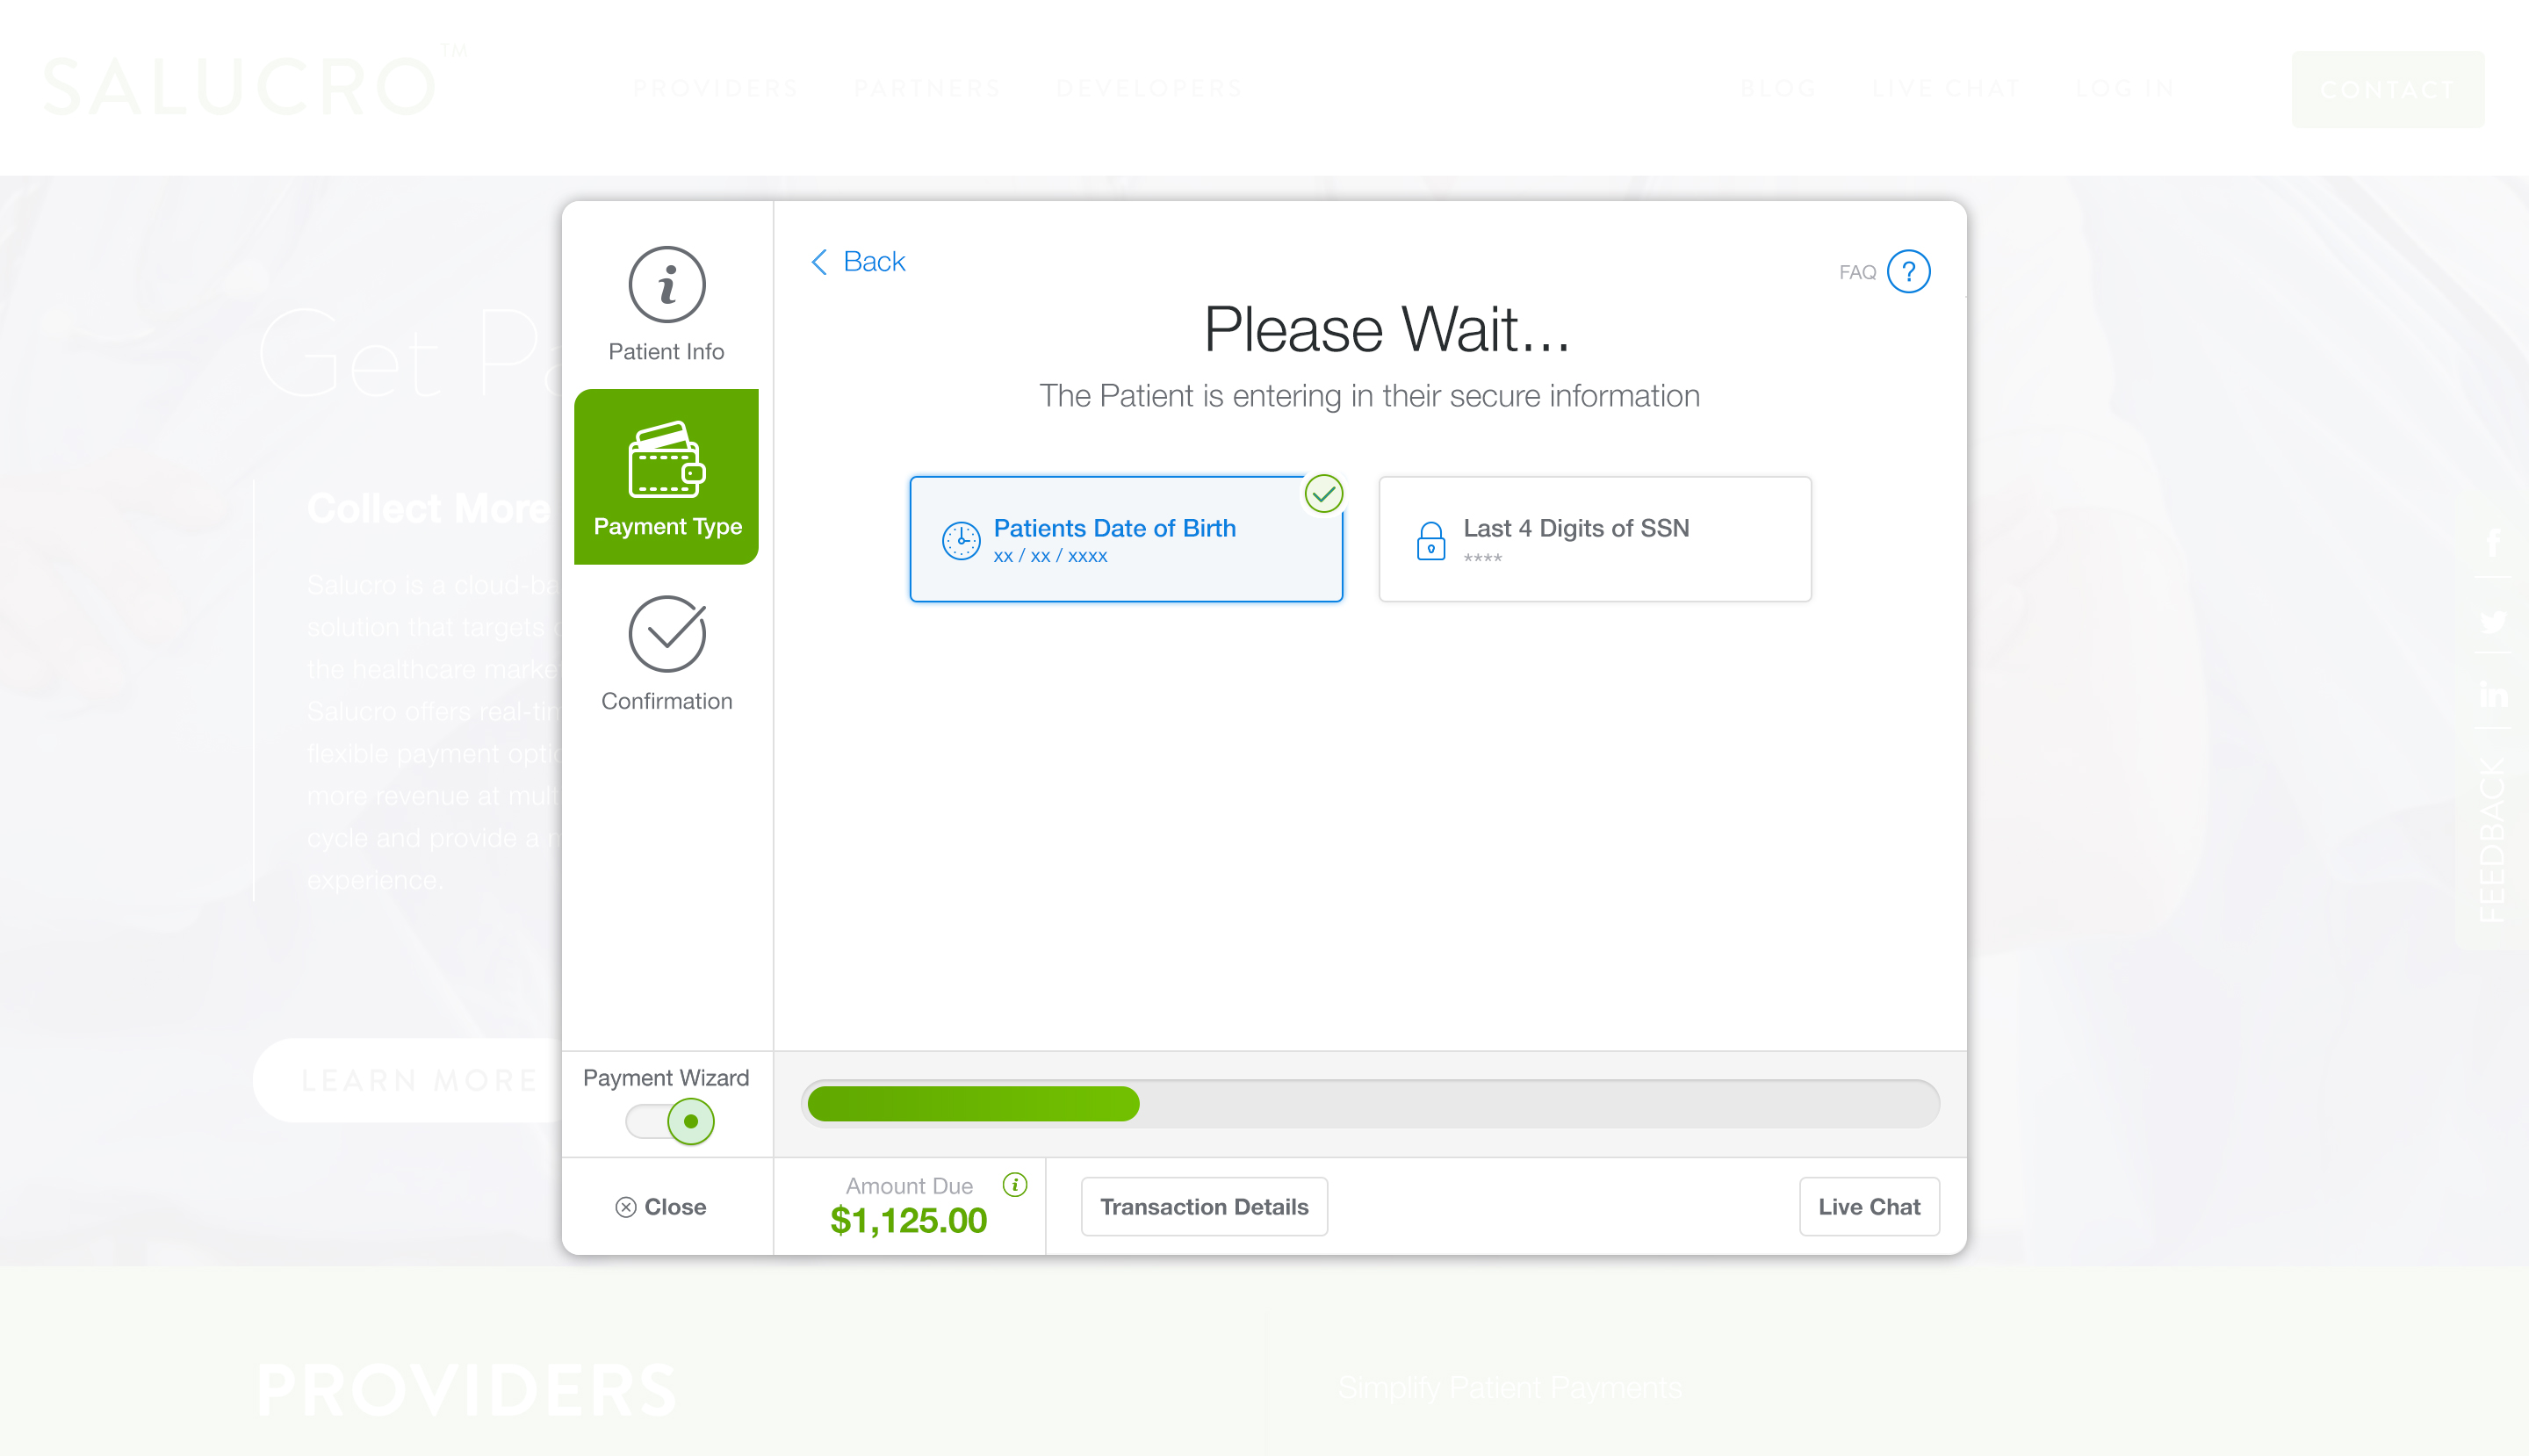 SALUCRO™
PROVIDERS PARTNERS DEVELOPERS BLOG LIVE CHAT LOG IN CONTACT
Get Pa
Collect More
Salucro is a cloud-ba
solution that targets
the healthcare marke
Salucro offers real-tim
flexible payment optio
more revenue at mult
cycle and provide a
experience.
LEARN MORE
Patient Info
Payment Type
Confirmation
Back
FAQ ?
Please Wait...
The Patient is entering in their secure information
Patients Date of Birth
xx / xx / xxxx
Last 4 Digits of SSN
****
Payment Wizard
Close
Amount Due
$1,125.00
Transaction Details
Live Chat
FEEDBACK
PROVIDERS
Simplify Patient Payments